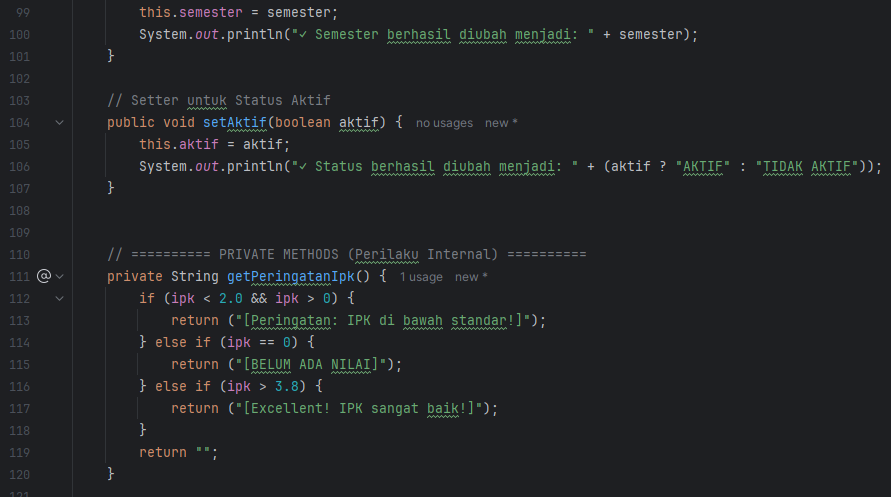 99 this.semester = semester;
100 System.out.println("✓ Semester berhasil diubah menjadi: " + semester);
101 }
102
103 // Setter untuk Status Aktif
104 public void setAktif(boolean aktif) { no usages new *
105 this.aktif = aktif;
106 System.out.println("✓ Status berhasil diubah menjadi: " + (aktif ? "AKTIF" : "TIDAK AKTIF"));
107 }
108
109
110 // ========== PRIVATE METHODS (Perilaku Internal) ==========
111 @ private String getPeringatanIpk() { 1 usage new *
112 if (ipk < 2.0 && ipk > 0) {
113 return ("[Peringatan: IPK di bawah standar!]");
114 } else if (ipk == 0) {
115 return ("[BELUM ADA NILAI]");
116 } else if (ipk > 3.8) {
117 return ("[Excellent! IPK sangat baik!]");
118 }
119 return "";
120 }
121